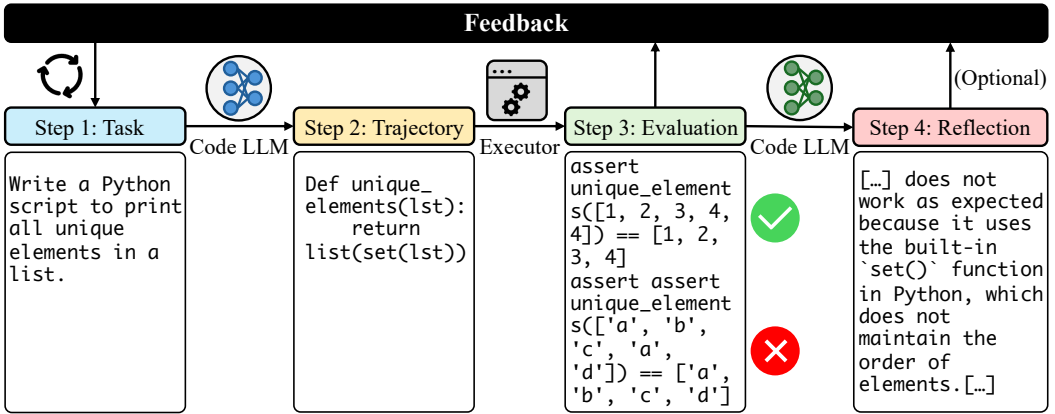 Feedback
(Optional)
Step 1: Task
Code LLM
Step 2: Trajectory
Executor
Step 3: Evaluation
Code LLM
Step 4: Reflection
Write a Python
script to print
all unique
elements in a
list.
Def unique_
elements(lst):
return
list(set(lst))
assert
unique_element
s([1, 2, 3, 4,
4]) == [1, 2,
3, 4]
assert assert
unique_element
s(['a', 'b',
'c', 'a',
'd']) == ['a',
'b', 'c', 'd']
[…] does not
work as expected
because it uses
the built-in
`set()` function
in Python, which
does not
maintain the
order of
elements.[…]